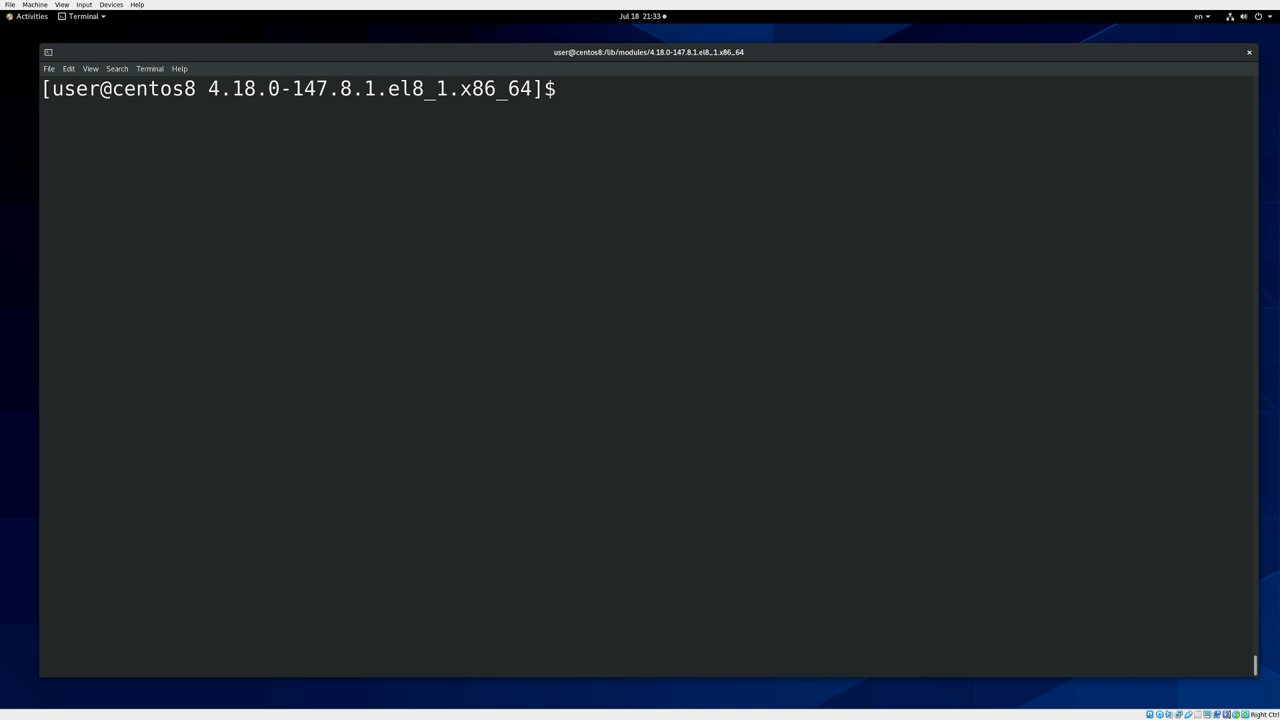 File Machine View Input Devices Help
Activities Terminal Jul 18 21:33 en
user@centos8:/lib/modules/4.18.0-147.8.1.el8_1.x86_64
File Edit View Search Terminal Help
[user@centos8 4.18.0-147.8.1.el8_1.x86_64]$
Right Ctrl